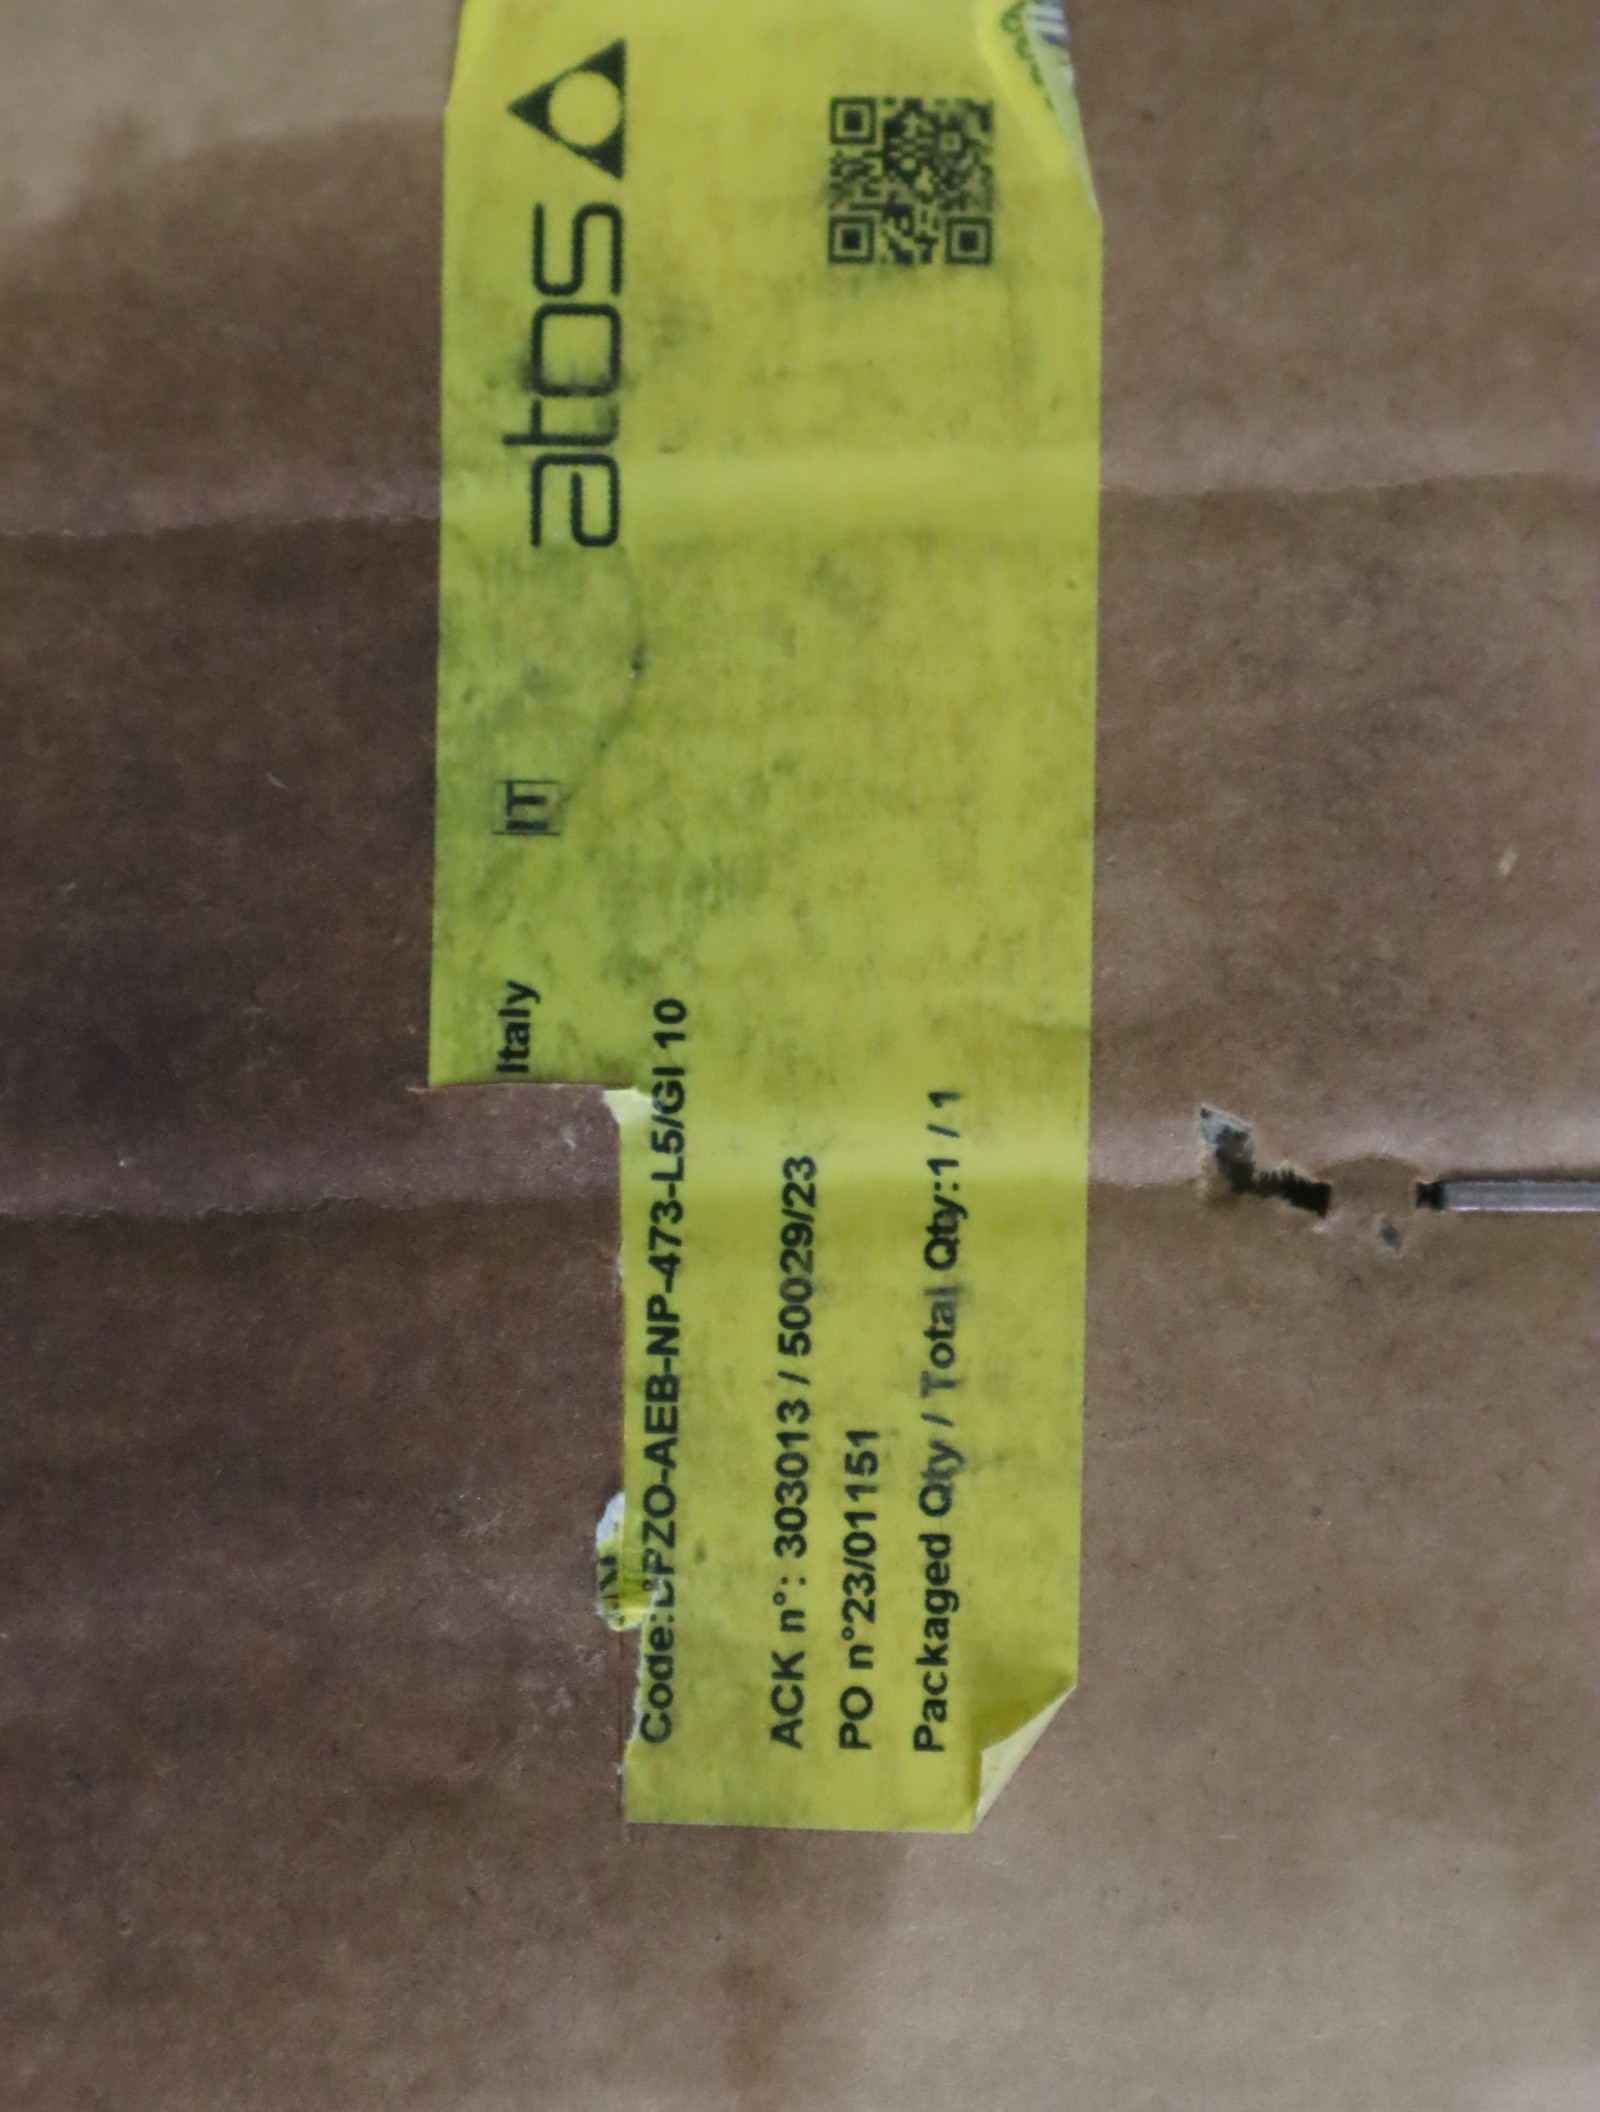 atos
Italy IT
Code:DPZO-AEB-NP-473-L5/GI 10
ACK n°: 303013 / 50029/23
PO n°23/01151
Packaged Qty / Total Qty:1 / 1